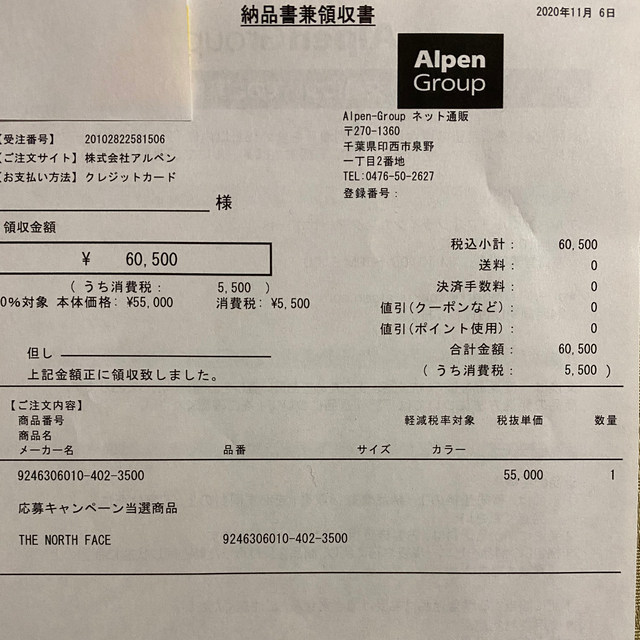 納品書兼領収書
2020年11月 6日
Alpen
Group
Alpen-Group ネット通販
〒270-1360
千葉県印西市泉野
一丁目2番地
TEL:0476-50-2627
登録番号:
受注番号】 20102822581506
ご注文サイト】株式会社アルペン
お支払い方法】クレジットカード
様
領収金額
¥ 60,500
( うち消費税: 5,500 )
0%対象 本体価格: ¥55,000 消費税: ¥5,500
税込小計: 60,500
送料: 0
決済手数料: 0
値引(クーポンなど): 0
値引(ポイント使用): 0
合計金額: 60,500
( うち消費税: 5,500 )
但し
上記金額正に領収致しました。
【ご注文内容】
商品番号 軽減税率対象 税抜単価 数量
商品名
メーカー名 品番 サイズ カラー
9246306010-402-3500 55,000 1
応募キャンペーン当選商品
THE NORTH FACE 9246306010-402-3500